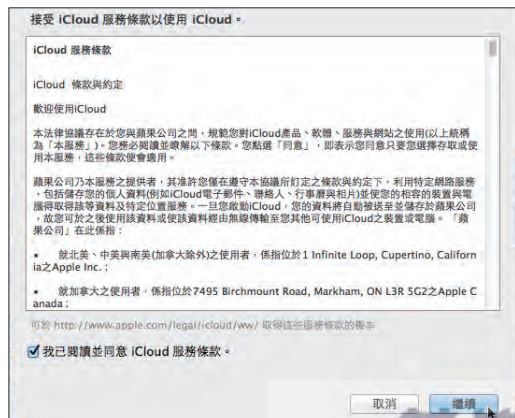 接受 iCloud 服務條款以使用 iCloud。
iCloud 服務條款
iCloud 條款與約定
歡迎使用iCloud
本法律協議存在於您與蘋果公司之間，規範您對iCloud產品、軟體、服務與網站之使用(以上統稱
為「本服務」)。您務必閱讀並瞭解以下條款。您點選「同意」，即表示您同意只要您選擇存取或使
用本服務，這些條款便會適用。
蘋果公司乃本服務之提供者，其准許您僅在遵守本協議所訂定之條款與約定下，利用特定網路服務
，包括儲存您的個人資料(例如iCloud電子郵件、聯絡人、行事曆與相片)並使您的相容的裝置與電
腦得取得該等資料及特定位置服務。一旦您啟動iCloud，您的資料將自動被送至並儲存於蘋果公司
，故您可於之後使用該資料或使該資料經由無線傳輸至您其他可使用iCloud之裝置或電腦。「蘋
果公司」在此係指：
• 就北美、中美與南美(加拿大除外)之使用者，係指位於1 Infinite Loop, Cupertino, Californ
ia之Apple Inc.；
• 就加拿大之使用者，係指位於7495 Birchmount Road, Markham, ON L3R 5G2之Apple C
anada；
可於 http://www.apple.com/legal/icloud/ww/ 取得這些服務條款的複本
我已閱讀並同意 iCloud 服務條款。
取消 繼續